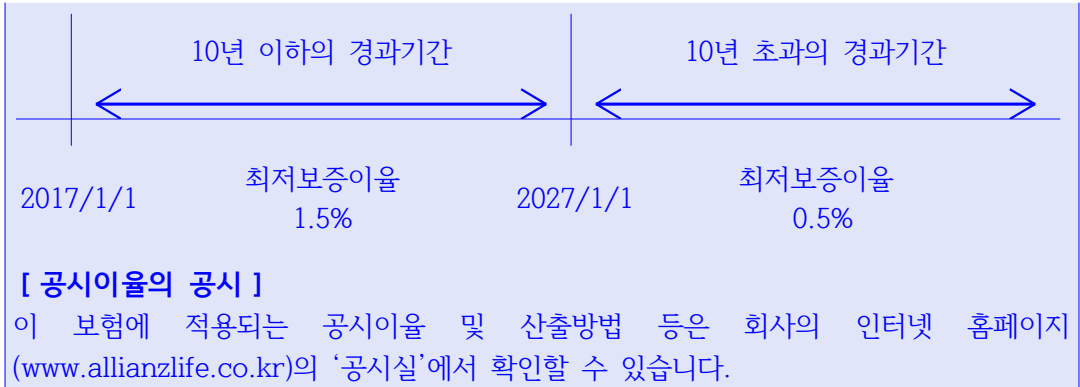 10년 이하의 경과기간 10년 초과의 경과기간
2017/1/1 최저보증이율 2027/1/1 최저보증이율
1.5% 0.5%
[ 공시이율의 공시 ]
이 보험에 적용되는 공시이율 및 산출방법 등은 회사의 인터넷 홈페이지
(www.allianzlife.co.kr)의 ‘공시실’에서 확인할 수 있습니다.